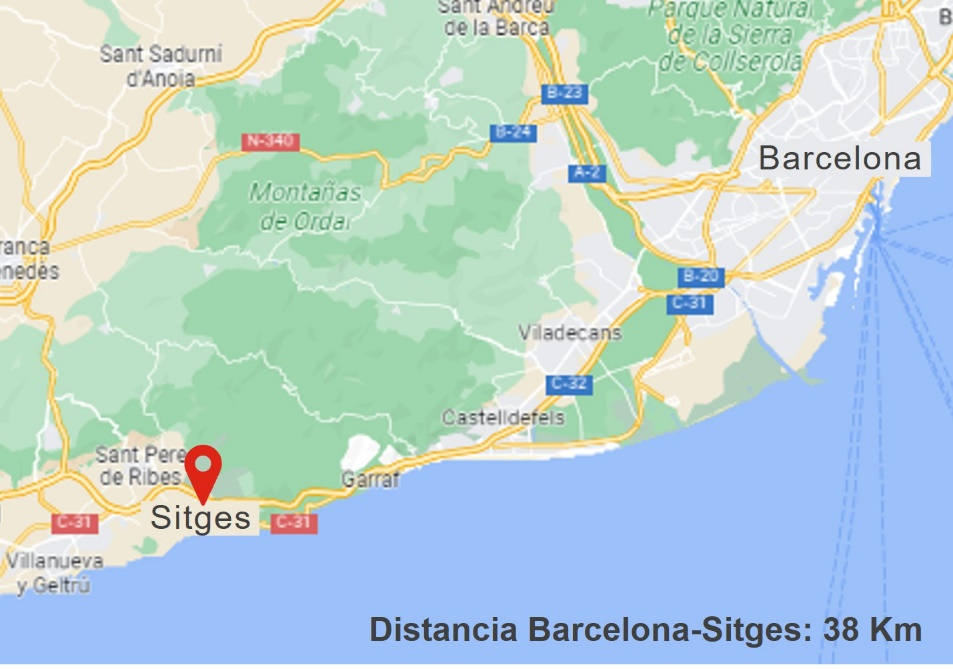 Sant Andreu
de la Barca
Parque Natural
de la Sierra
de Collserola
B
Sant Sadurní
d'Anoia
B-23
B-24
N-340
A-2
Barcelona
Montañas
de Ordal
ranca
enedés
B-20
C-31
Viladecans
C-32
Castelldefels
Sant Pere
de Ribes
Garraf
Sitges
C-31
C-31
Villanueva
y Geltrú
Distancia Barcelona-Sitges: 38 Km